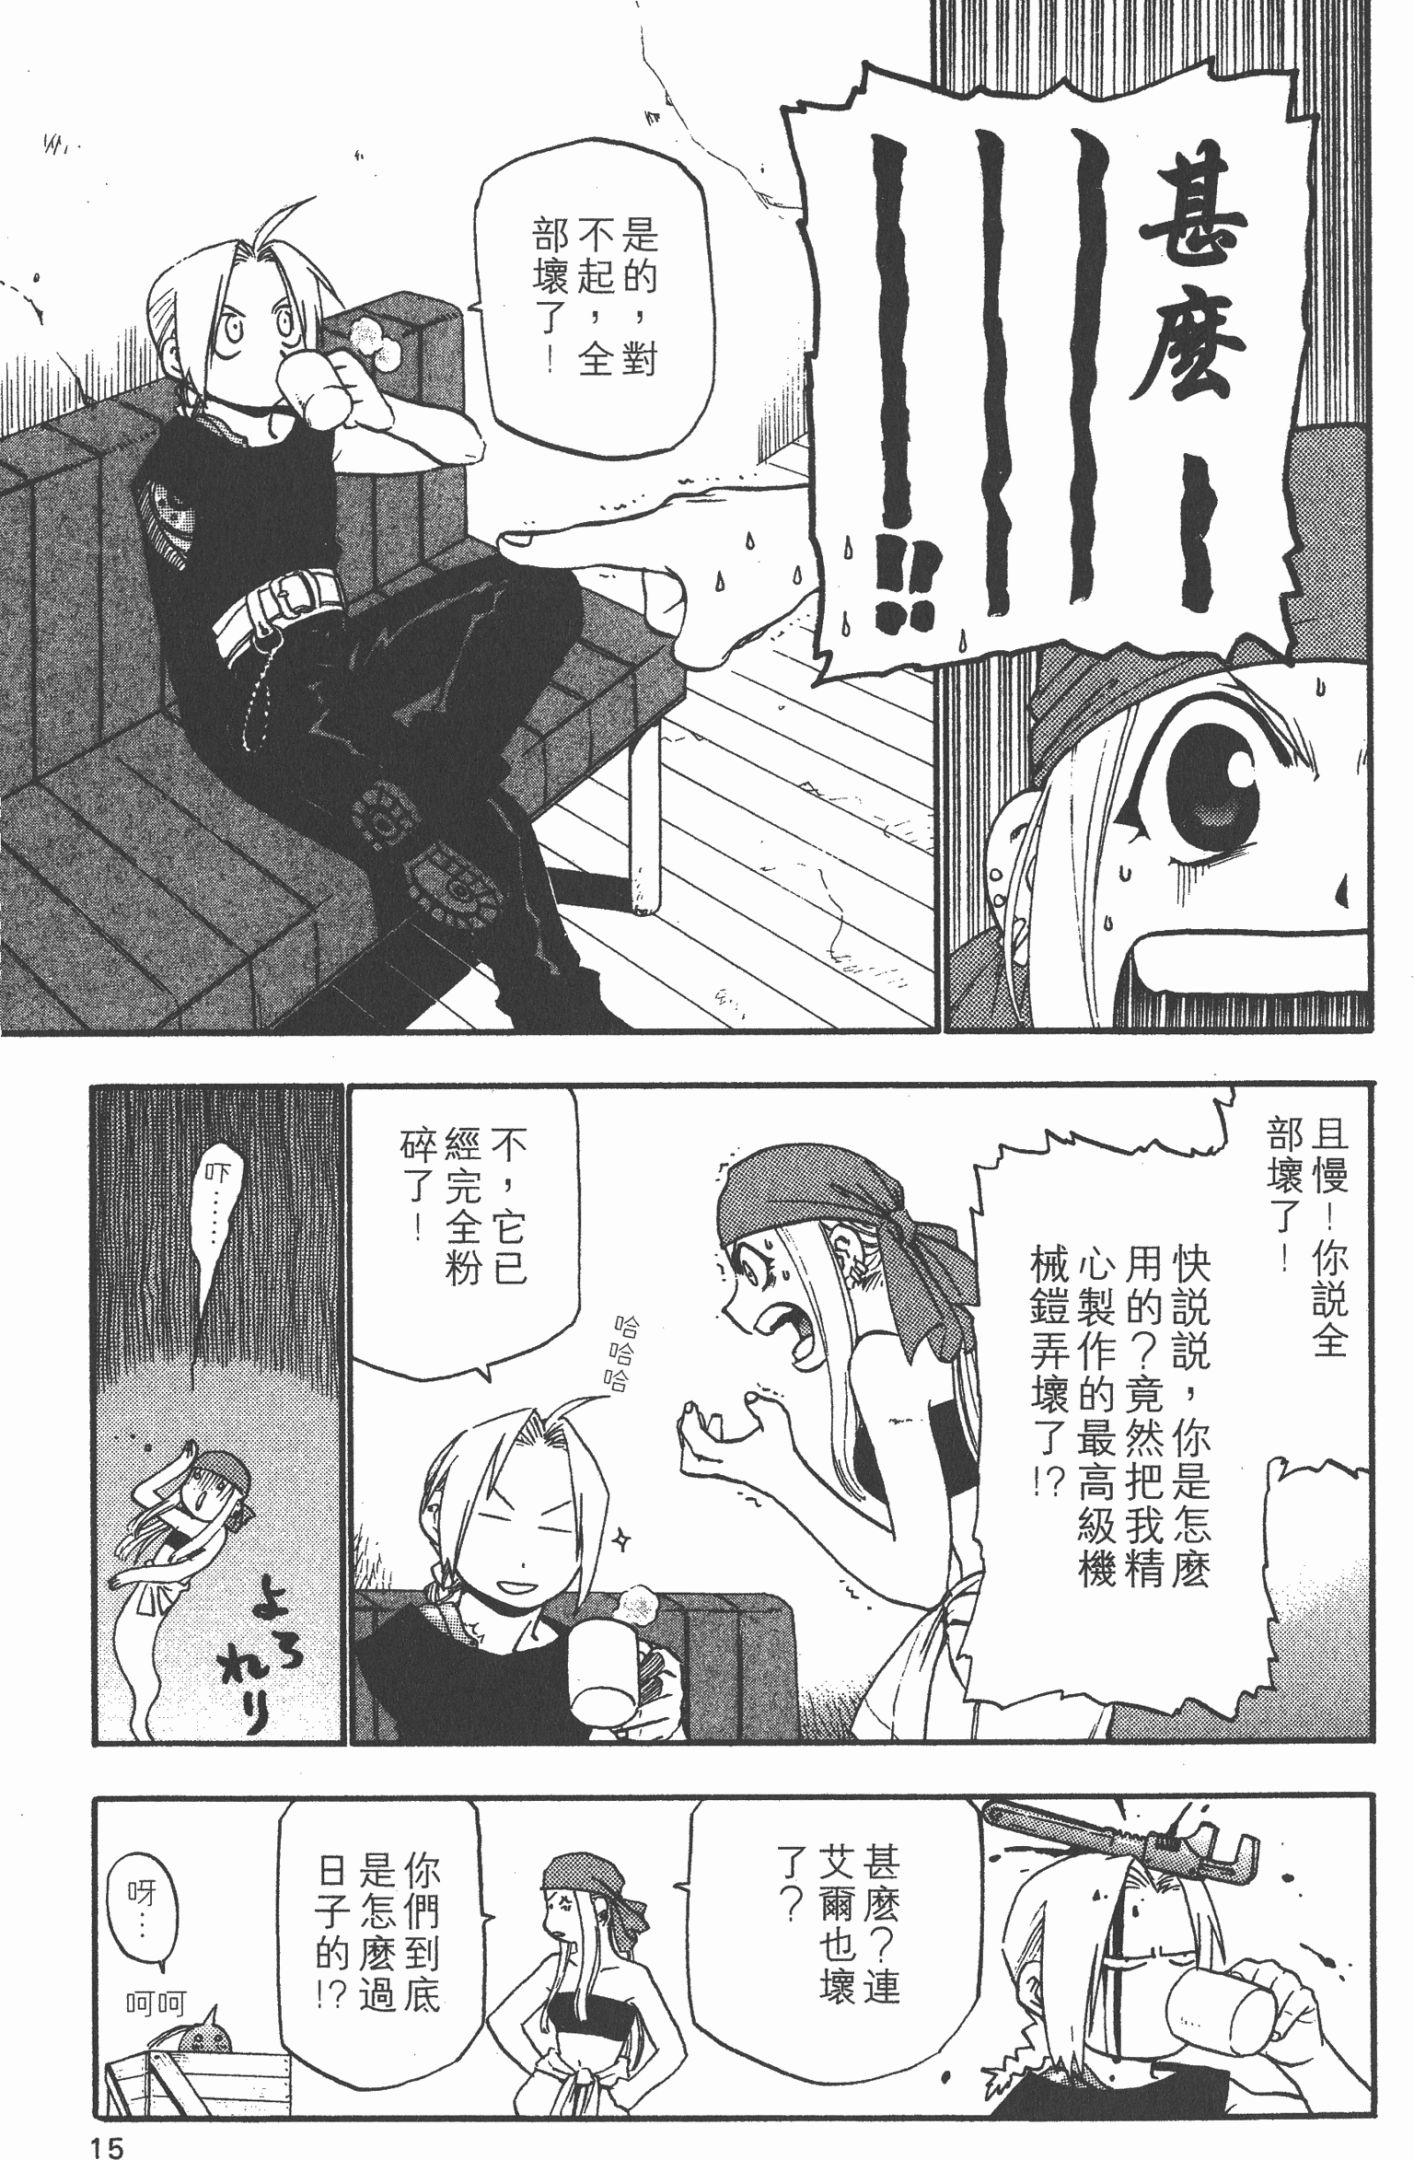 甚麼
————!!
是的，對
不起，全
部壞了！
且慢！你説全
部壞了！
快説説，你是怎麼
用的？竟然把我精
心製作的最高級機
械鎧弄壞了!?
哈哈哈
不，它已
經完全粉
碎了！
吓……
よろ
れり
甚麼？連
艾爾也壞
了？
你們到底
是怎麼過
日子的!?
呀…
呵呵
15